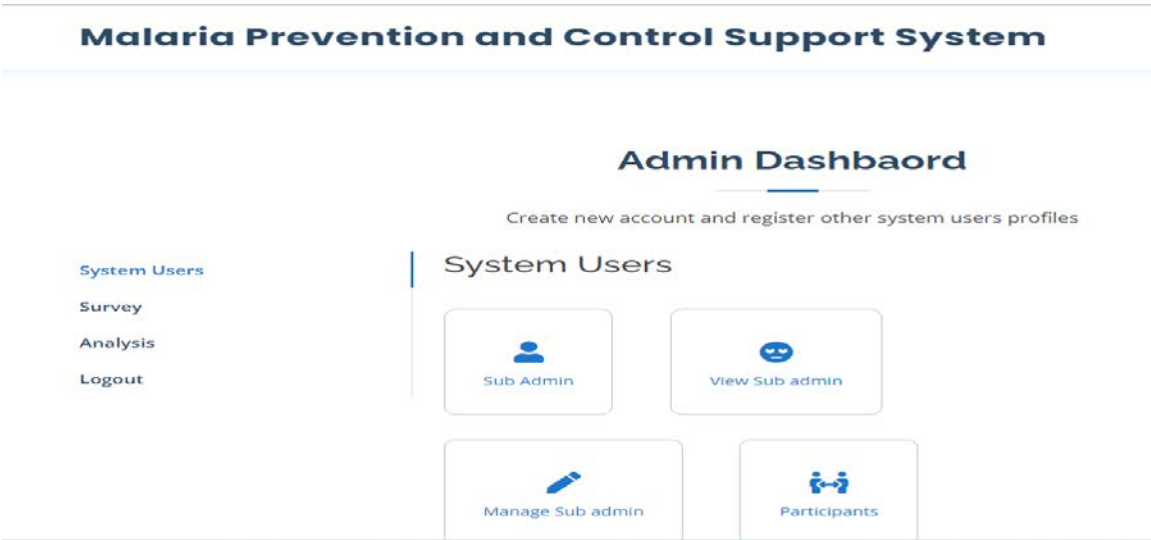 Malaria Prevention and Control Support System
Admin Dashbaord
Create new account and register other system users profiles
System Users
Survey
Analysis
Logout
System Users
Sub Admin
View Sub admin
Manage Sub admin
Participants